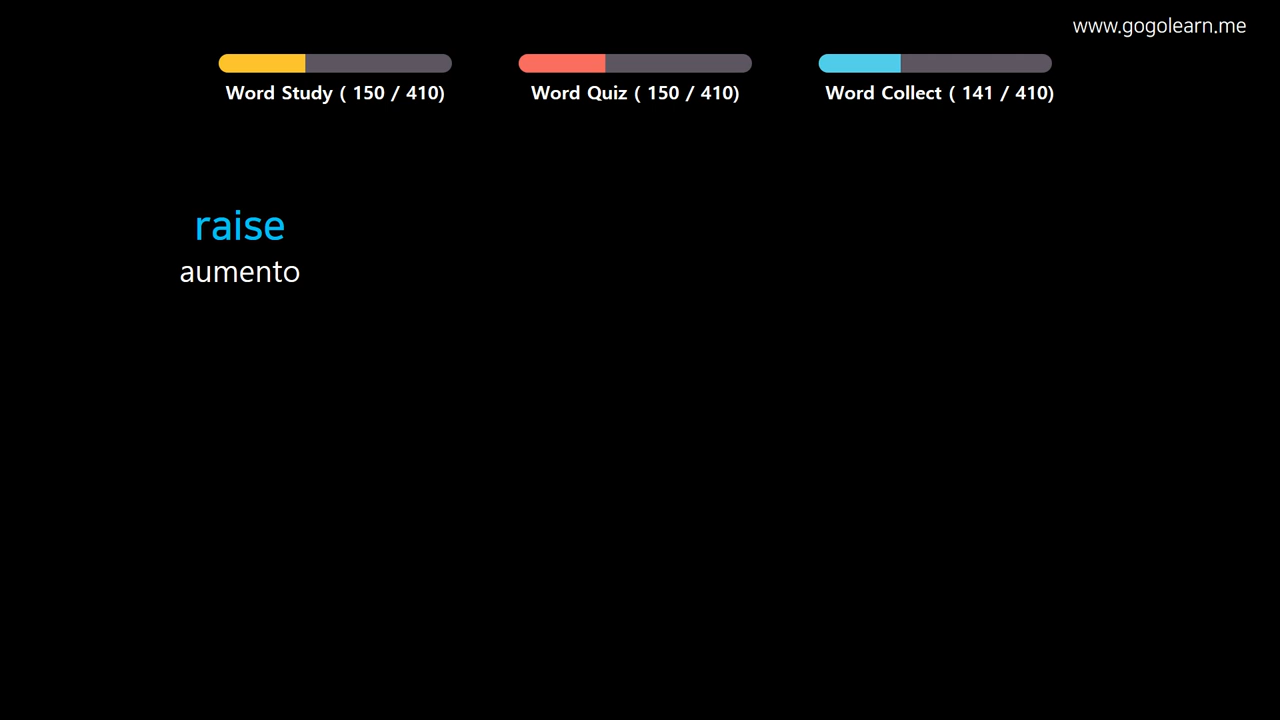 www.gogolearn.me
Word Study ( 150 / 410)
Word Quiz ( 150 / 410)
Word Collect ( 141 / 410)
raise
aumento